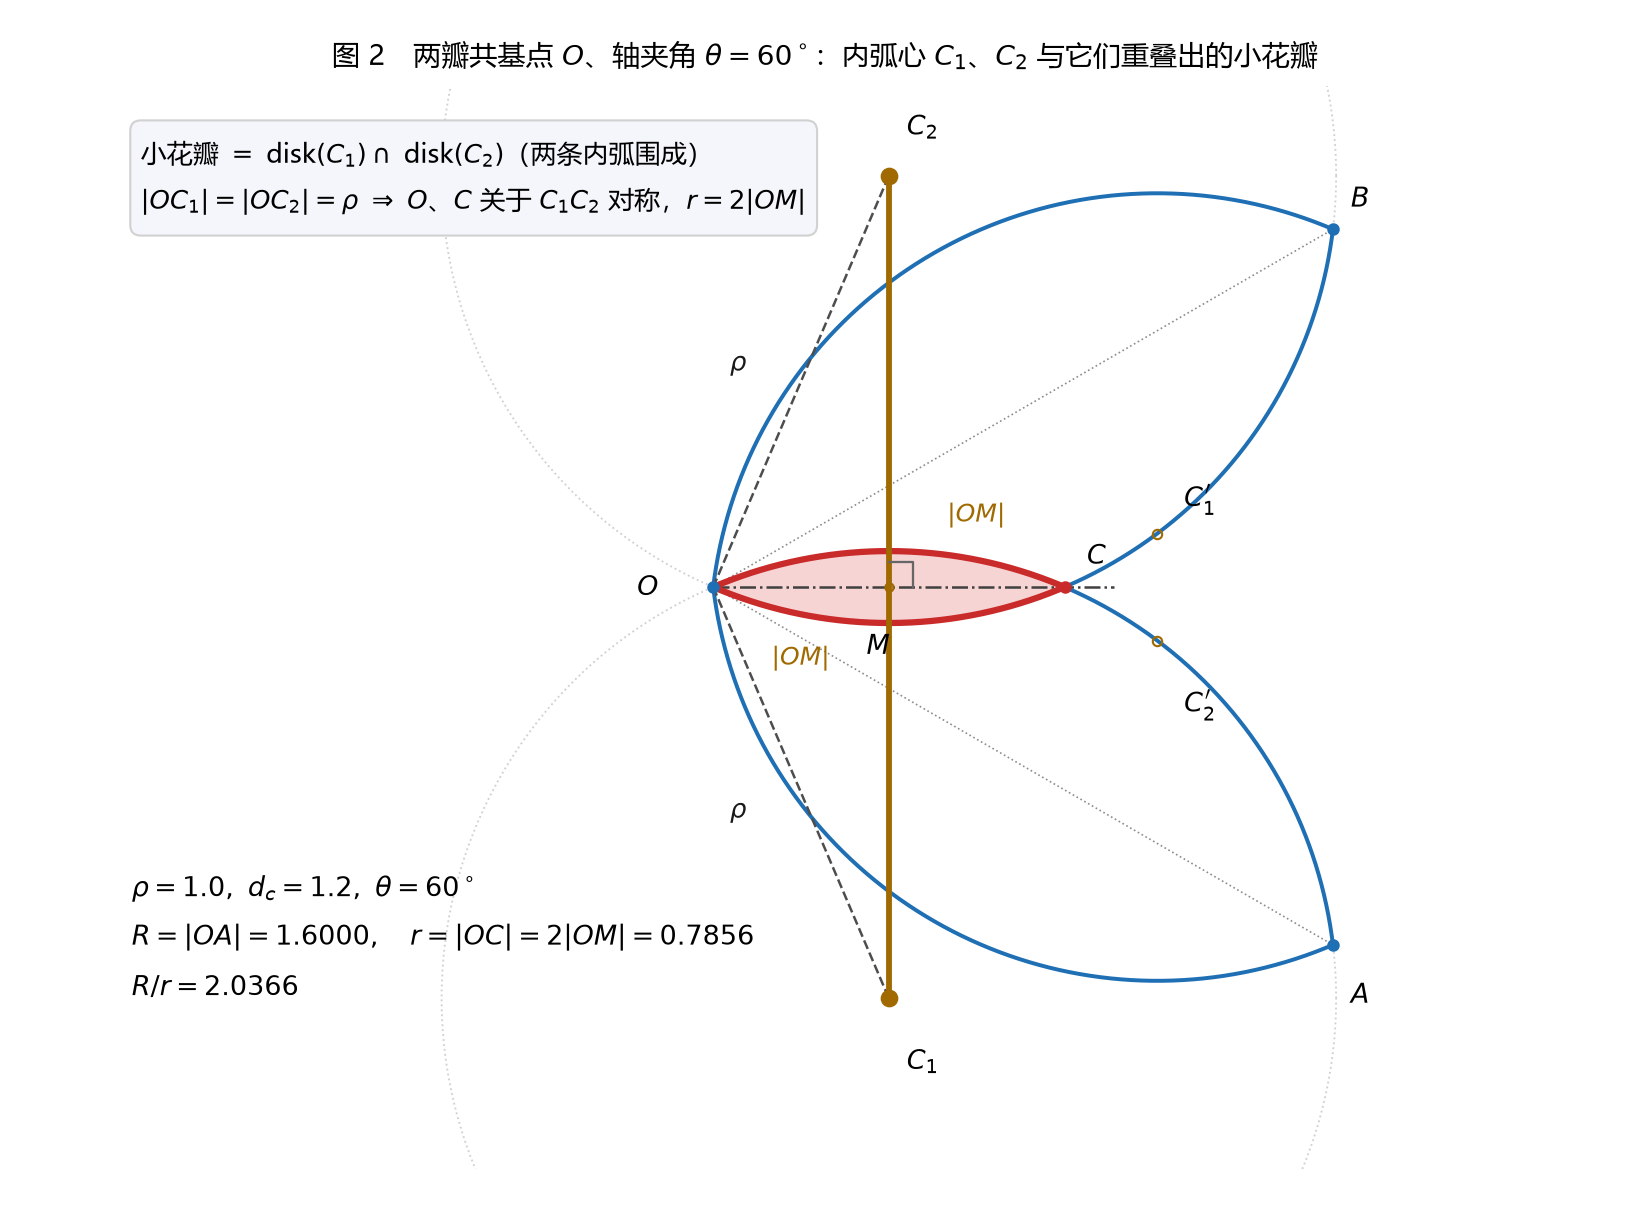 图 2 两瓣共基点 O、轴夹角 θ = 60°：内弧心 C₁、C₂ 与它们重叠出的小花瓣
C₂
小花瓣 = disk(C₁) ∩ disk(C₂)（两条内弧围成）
|OC₁| = |OC₂| = ρ ⇒ O、C 关于 C₁C₂ 对称，r = 2|OM|
B
ρ
C₁′
|OM|
C
O
M
|OM|
C₂′
ρ
ρ = 1.0, d_c = 1.2, θ = 60°
R = |OA| = 1.6000, r = |OC| = 2|OM| = 0.7856
R/r = 2.0366
A
C₁